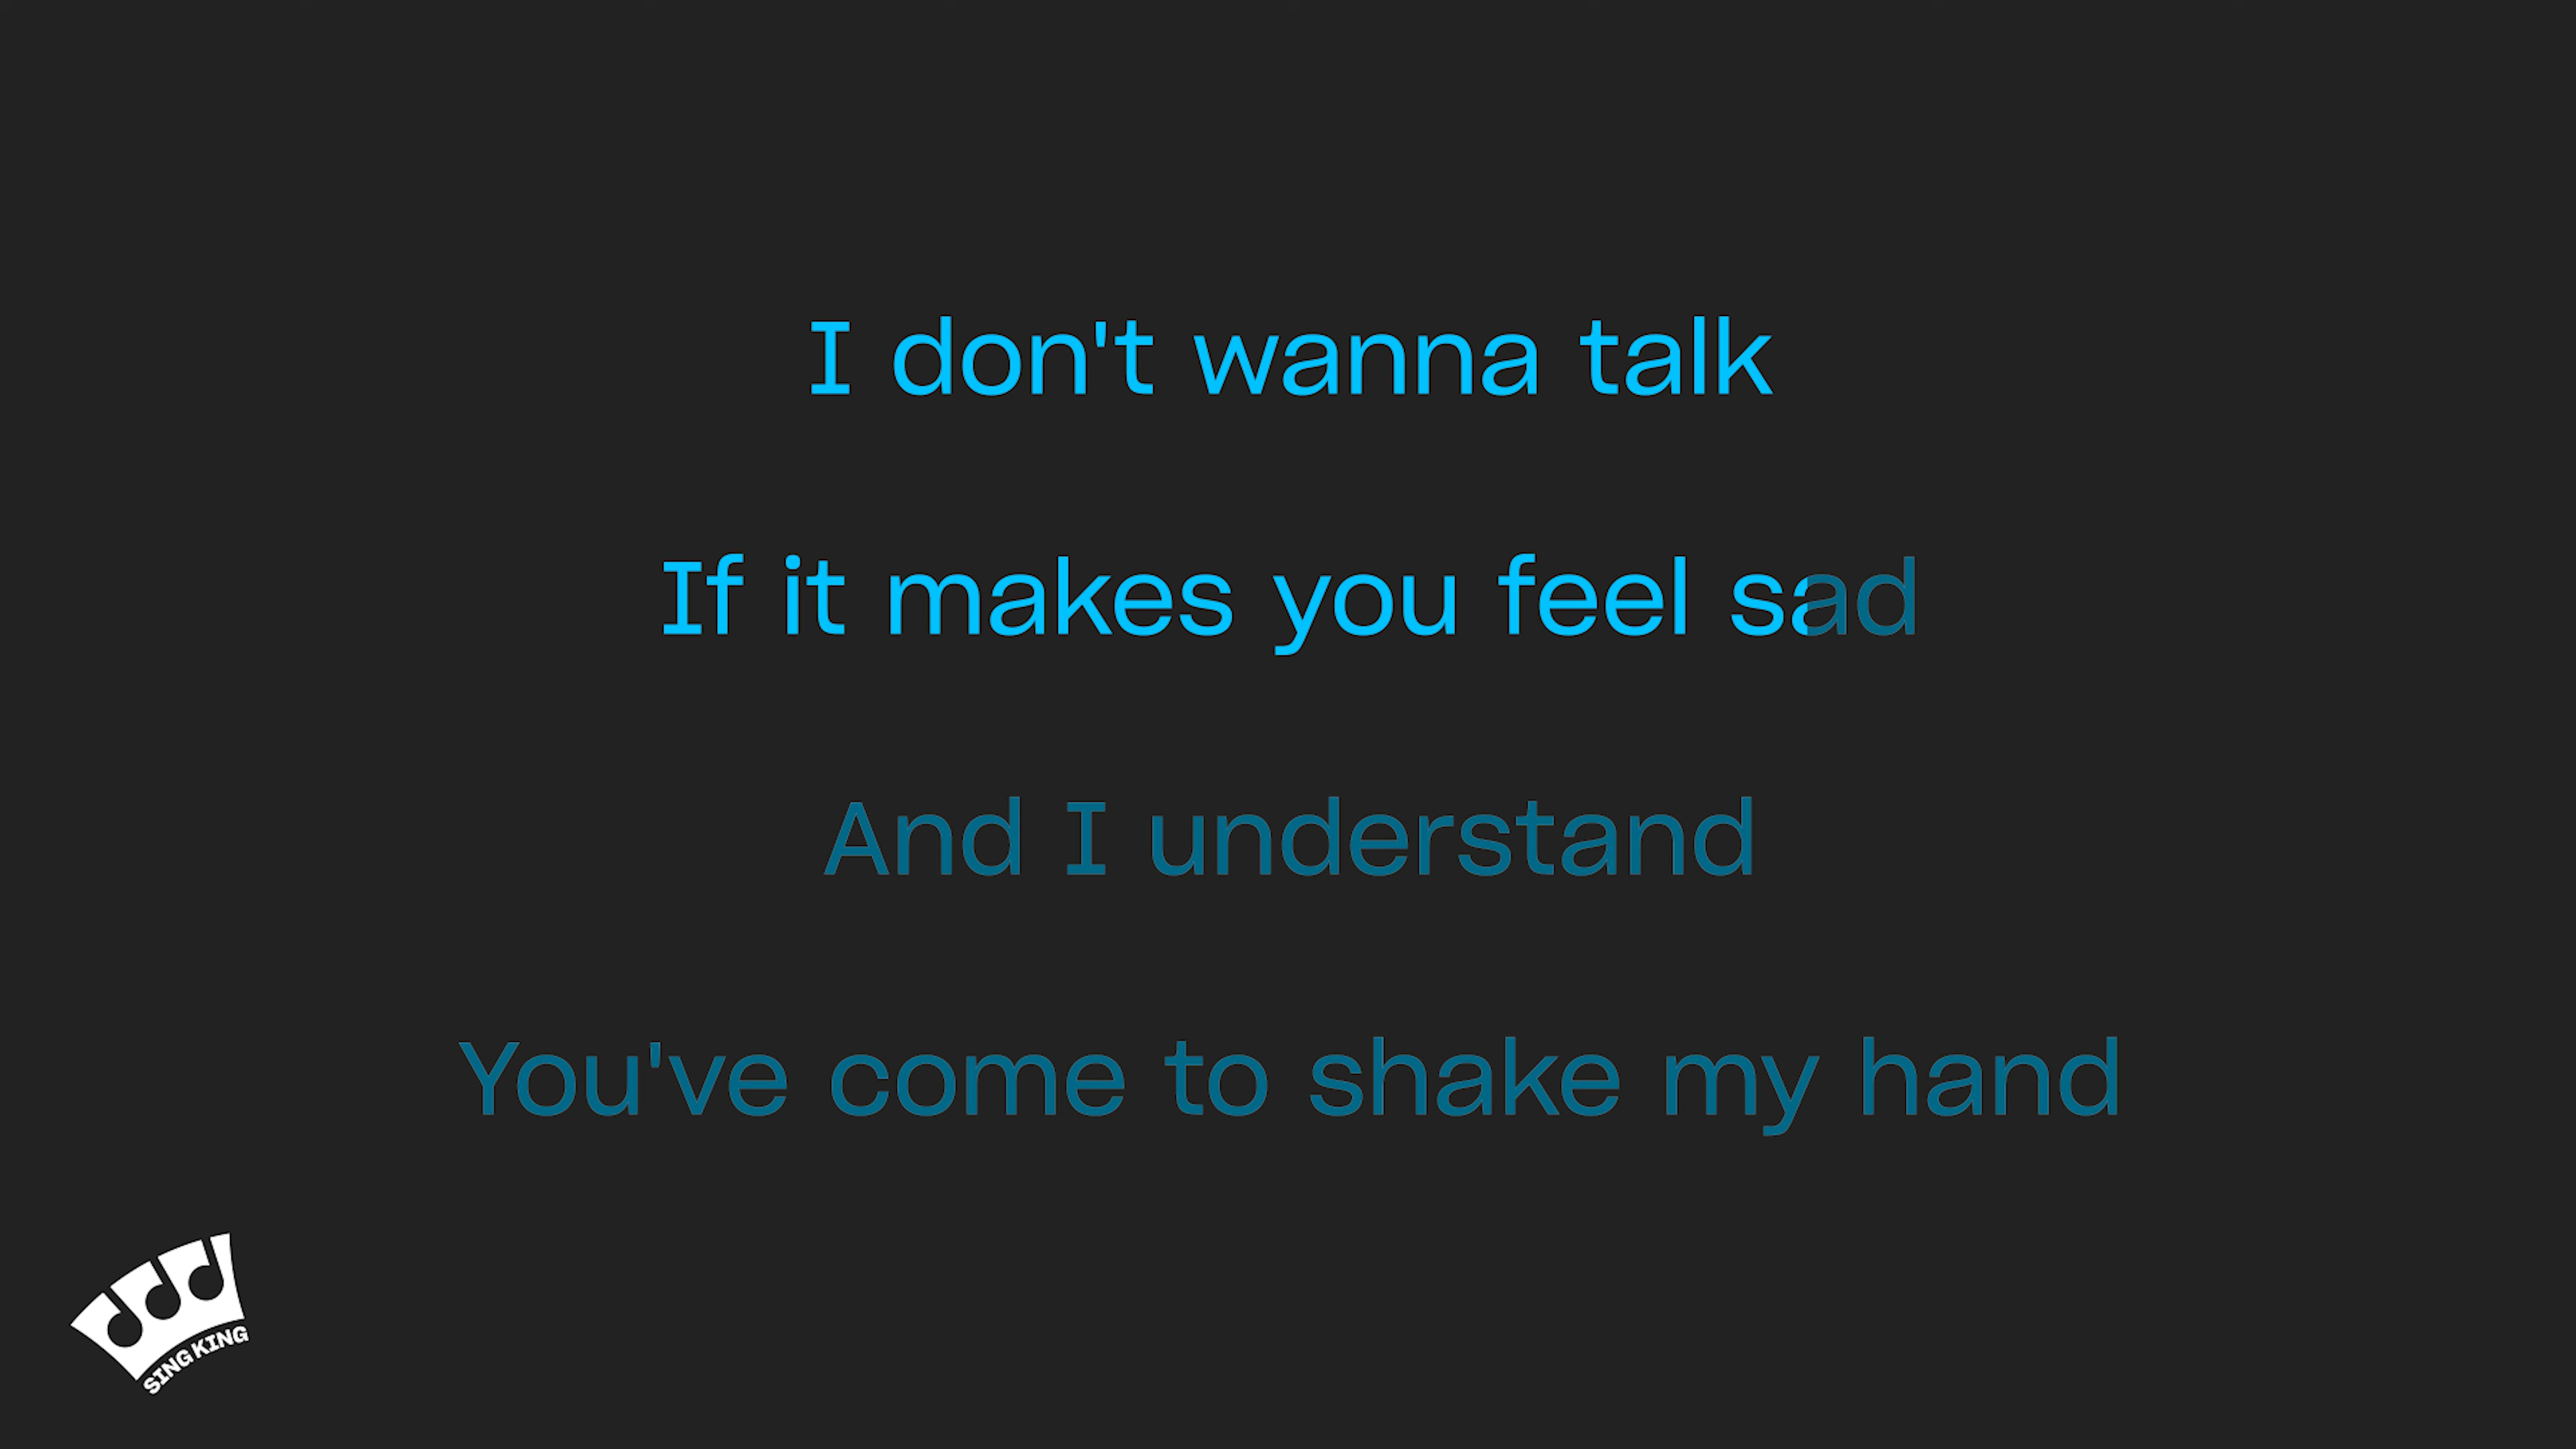 I don't wanna talk
If it makes you feel sad
And I understand
You've come to shake my hand
SING KING